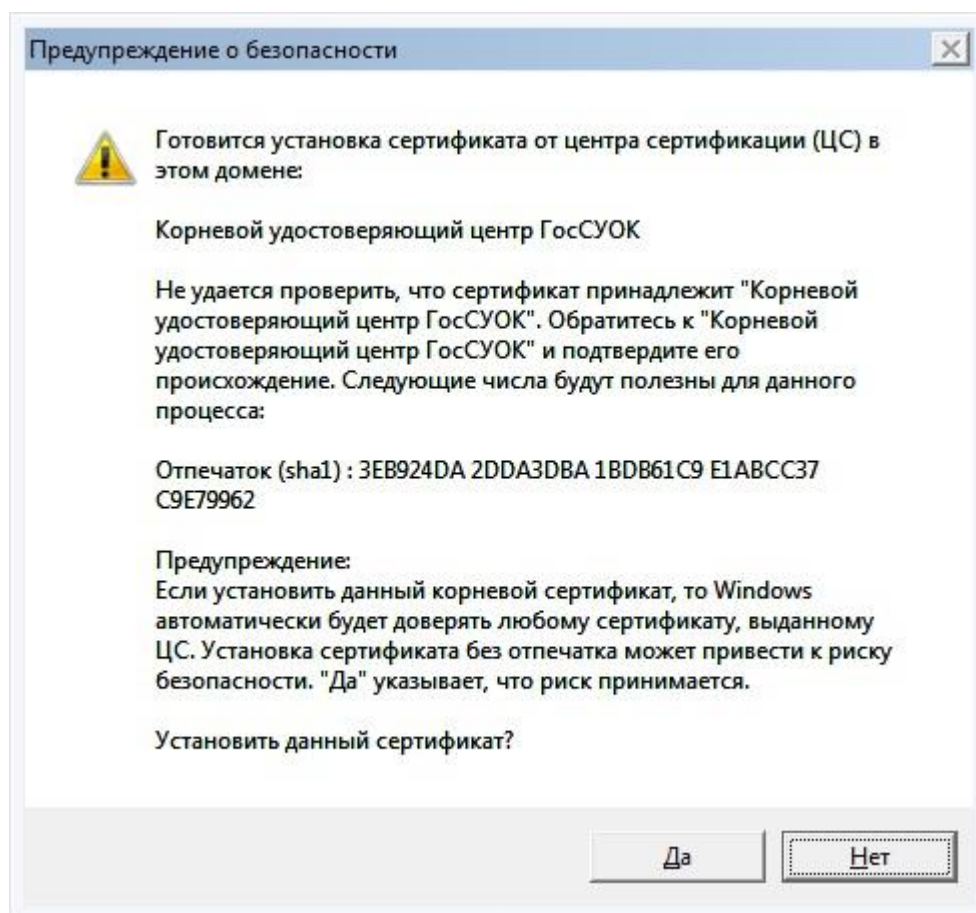 Предупреждение о безопасности
Готовится установка сертификата от центра сертификации (ЦС) в
этом домене:
Корневой удостоверяющий центр ГосСУОК
Не удается проверить, что сертификат принадлежит "Корневой
удостоверяющий центр ГосСУОК". Обратитесь к "Корневой
удостоверяющий центр ГосСУОК" и подтвердите его
происхождение. Следующие числа будут полезны для данного
процесса:
Отпечаток (sha1) : 3EB924DA 2DDA3DBA 1BDB61C9 E1ABCC37
C9E79962
Предупреждение:
Если установить данный корневой сертификат, то Windows
автоматически будет доверять любому сертификату, выданному
ЦС. Установка сертификата без отпечатка может привести к риску
безопасности. "Да" указывает, что риск принимается.
Установить данный сертификат?
Да
Нет